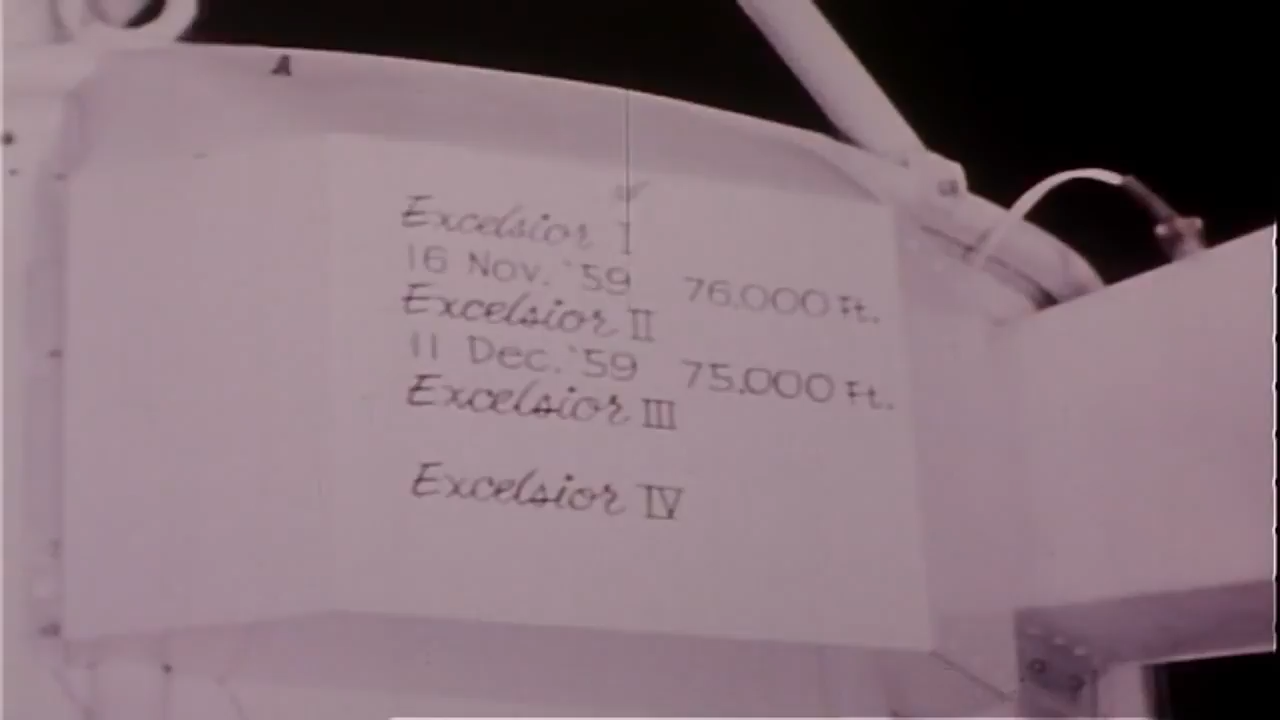 A
Excelsior I
16 Nov. '59 76.000 Ft.
Excelsior II
11 Dec. '59 75.000 Ft.
Excelsior III
Excelsior IV